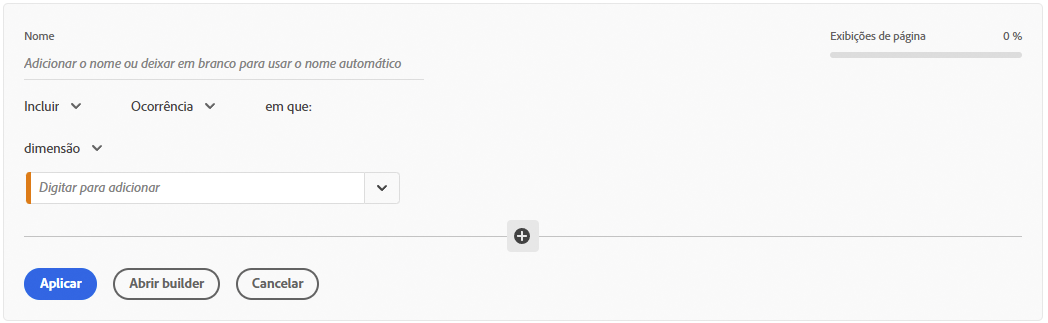 Nome
Exibições de página 0 %
Adicionar o nome ou deixar em branco para usar o nome automático
Incluir Ocorrência em que:
dimensão
Digitar para adicionar
Aplicar Abrir builder Cancelar